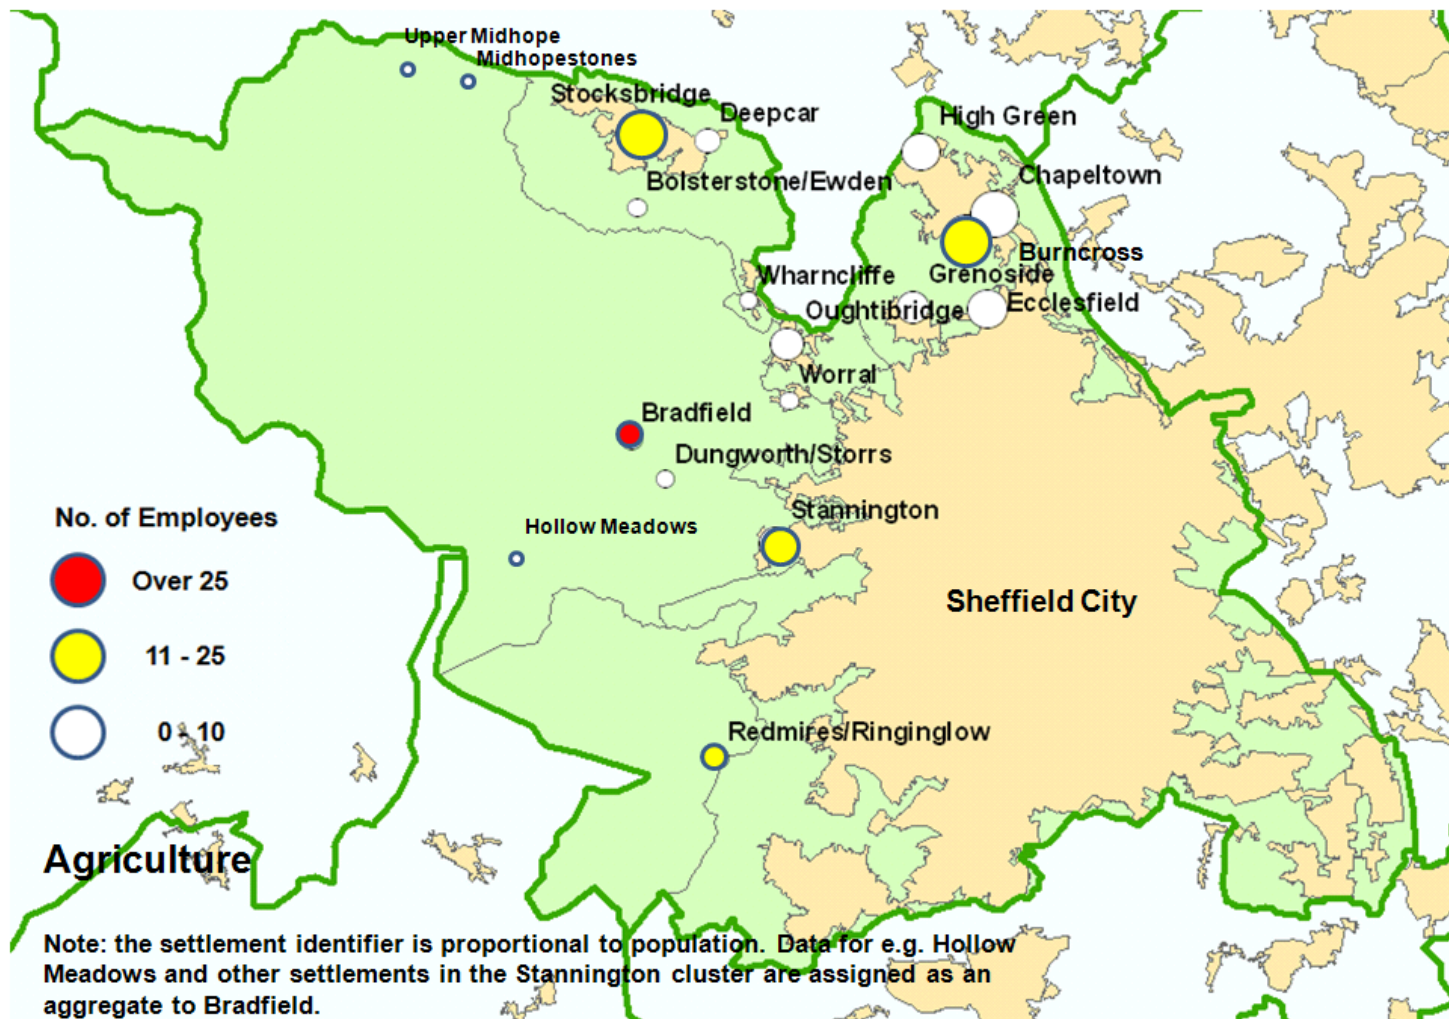 Upper Midhope
Midhopestones
Stocksbridge
Deepcar
High Green
Chapeltown
Bolsterstone/Ewden
Burncross
Wharncliffe
Grenoside
Oughtibridge
Ecclesfield
Worral
Bradfield
Dungworth/Storrs
Stannington
No. of Employees
Hollow Meadows
Over 25
Sheffield City
11 - 25
0 - 10
Redmires/Ringinglow
Agriculture
Note: the settlement identifier is proportional to population. Data for e.g. Hollow
Meadows and other settlements in the Stannington cluster are assigned as an
aggregate to Bradfield.